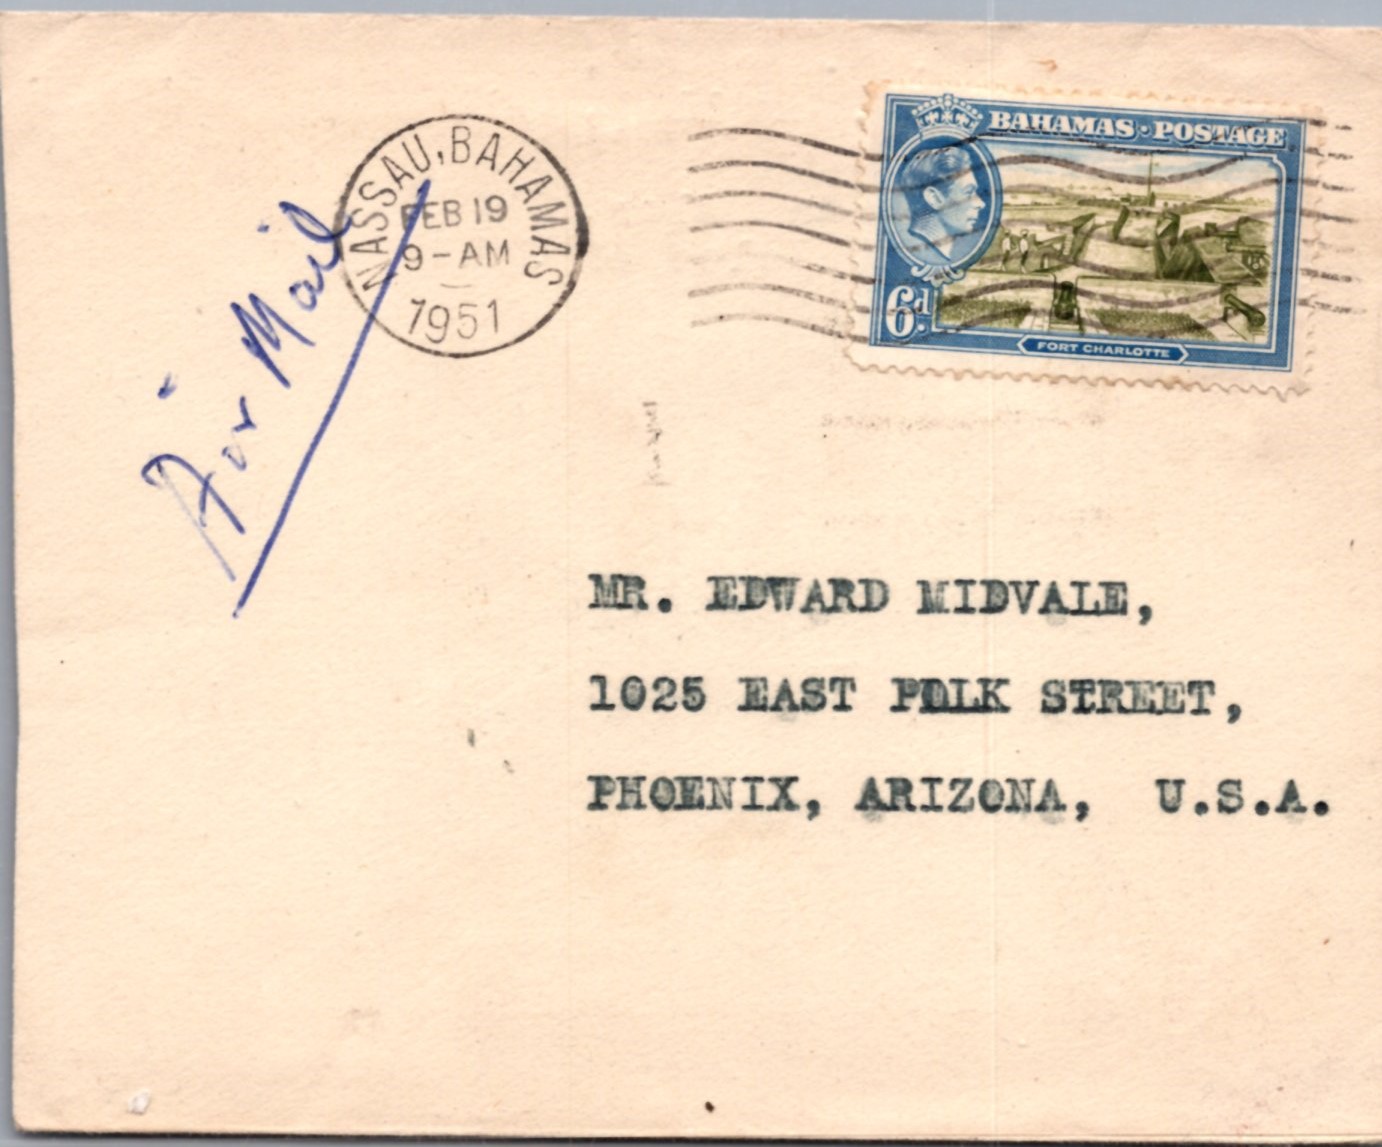 NASSAU, BAHAMAS
FEB 19
9-AM
1951
Air Mail
BAHAMAS·POSTAGE
6d.
FORT CHARLOTTE
MR. EDWARD MIDVALE,
1025 EAST POLK STREET,
PHOENIX, ARIZONA, U.S.A.